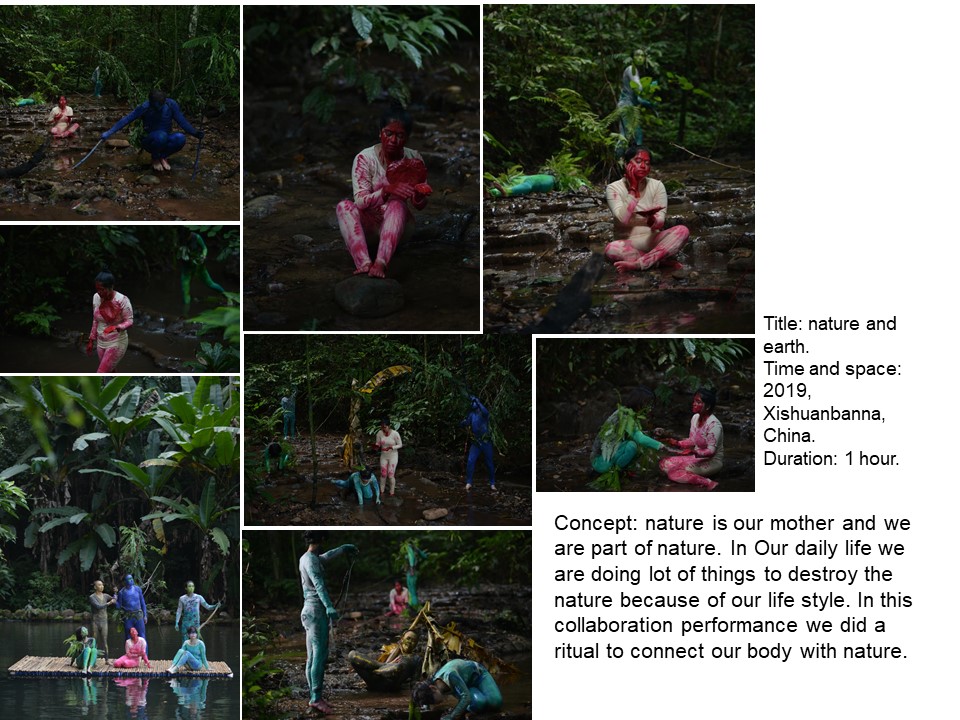 Title: nature and
earth.
Time and space:
2019,
Xishuanbanna,
China.
Duration: 1 hour.
Concept: nature is our mother and we
are part of nature. In Our daily life we
are doing lot of things to destroy the
nature because of our life style. In this
collaboration performance we did a
ritual to connect our body with nature.